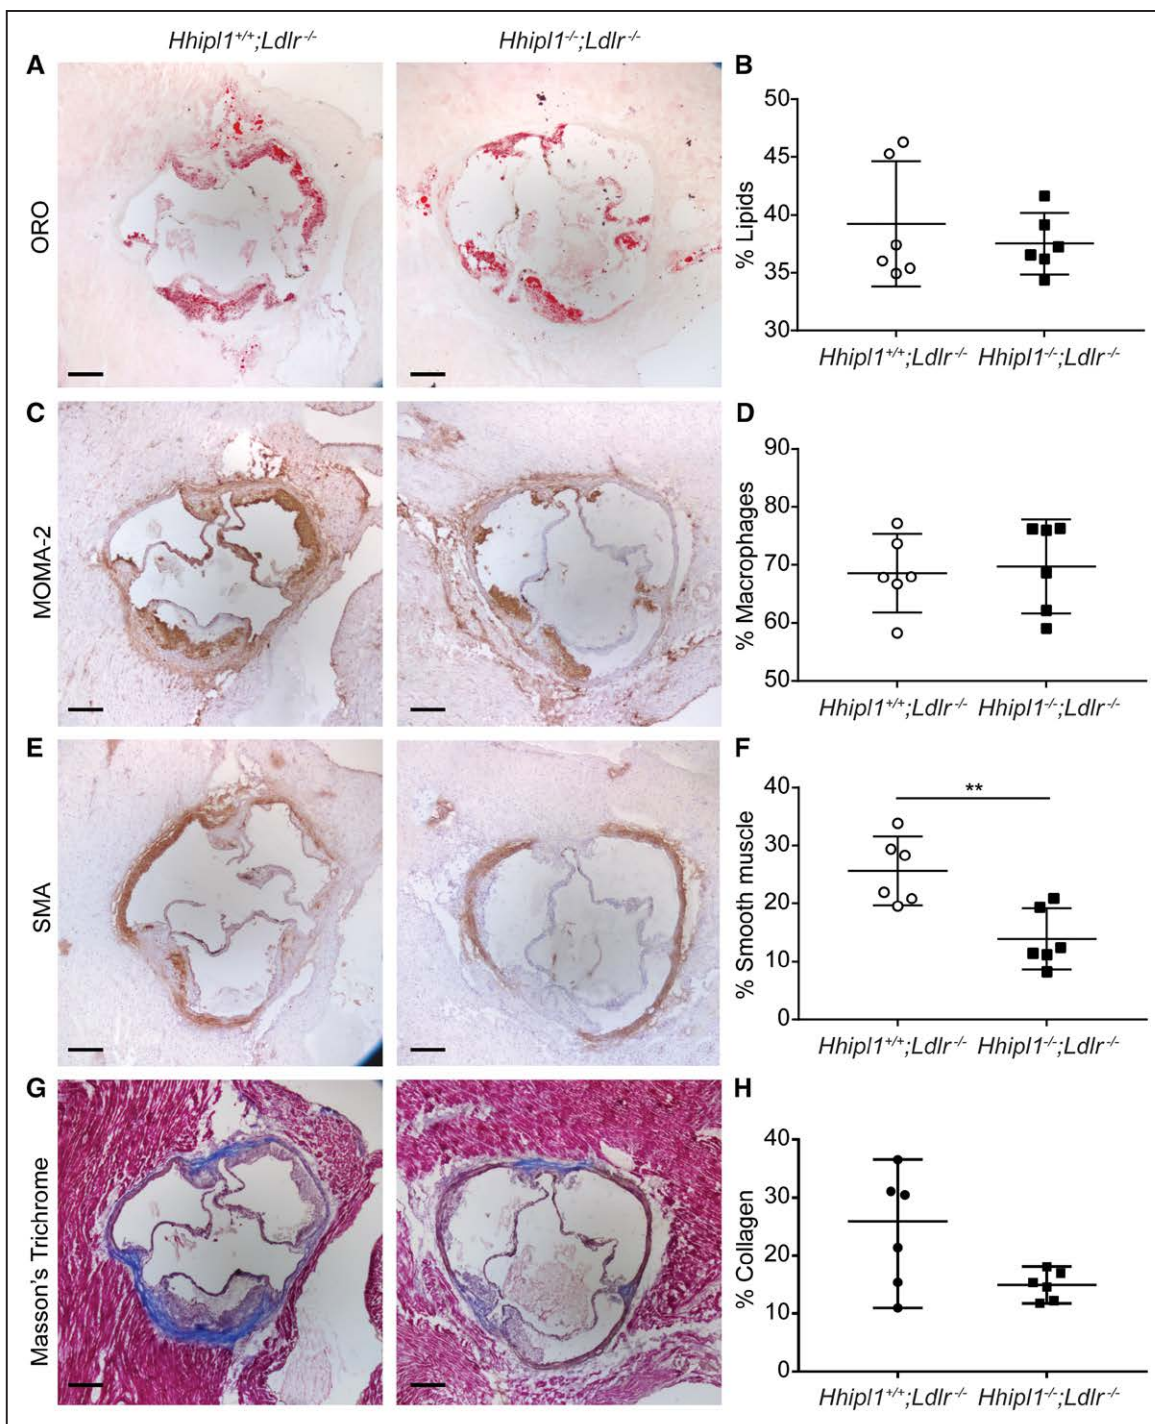 Hhipl1+/+;Ldlr-/-
Hhipl1-/-;Ldlr-/-
A
ORO
B
% Lipids
50
45
40
35
30
Hhipl1+/+;Ldlr-/-
Hhipl1-/-;Ldlr-/-
C
MOMA-2
D
% Macrophages
90
80
70
60
50
Hhipl1+/+;Ldlr-/-
Hhipl1-/-;Ldlr-/-
E
SMA
F
% Smooth muscle
40
30
20
10
0
**
Hhipl1+/+;Ldlr-/-
Hhipl1-/-;Ldlr-/-
G
Masson's Trichrome
H
% Collagen
40
30
20
10
0
Hhipl1+/+;Ldlr-/-
Hhipl1-/-;Ldlr-/-